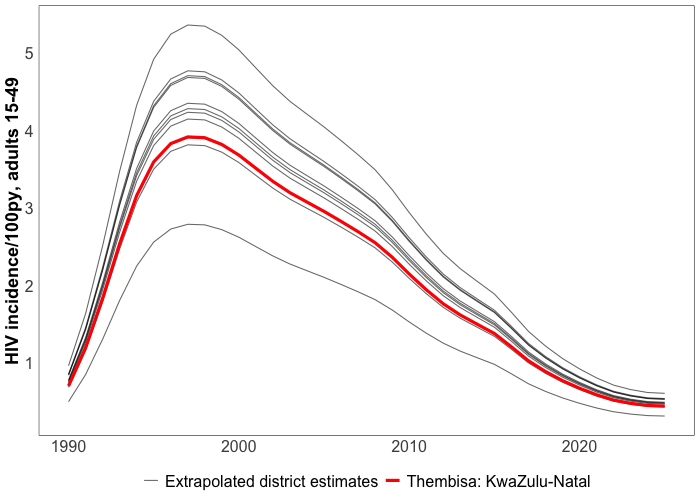 HIV incidence/100py, adults 15-49
5
4
3
2
1
1990 2000 2010 2020
Extrapolated district estimates Thembisa: KwaZulu-Natal